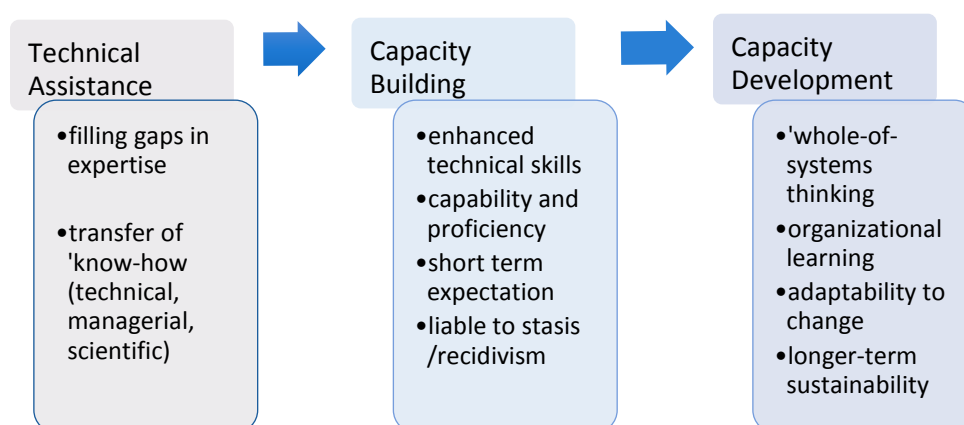 Technical
Assistance
•filling gaps in
expertise
•transfer of
'know-how
(technical,
managerial,
scientific)
Capacity
Building
•enhanced
technical skills
•capability and
proficiency
•short term
expectation
•liable to stasis
/recidivism
Capacity
Development
•'whole-of-
systems
thinking
•organizational
learning
•adaptability to
change
•longer-term
sustainability